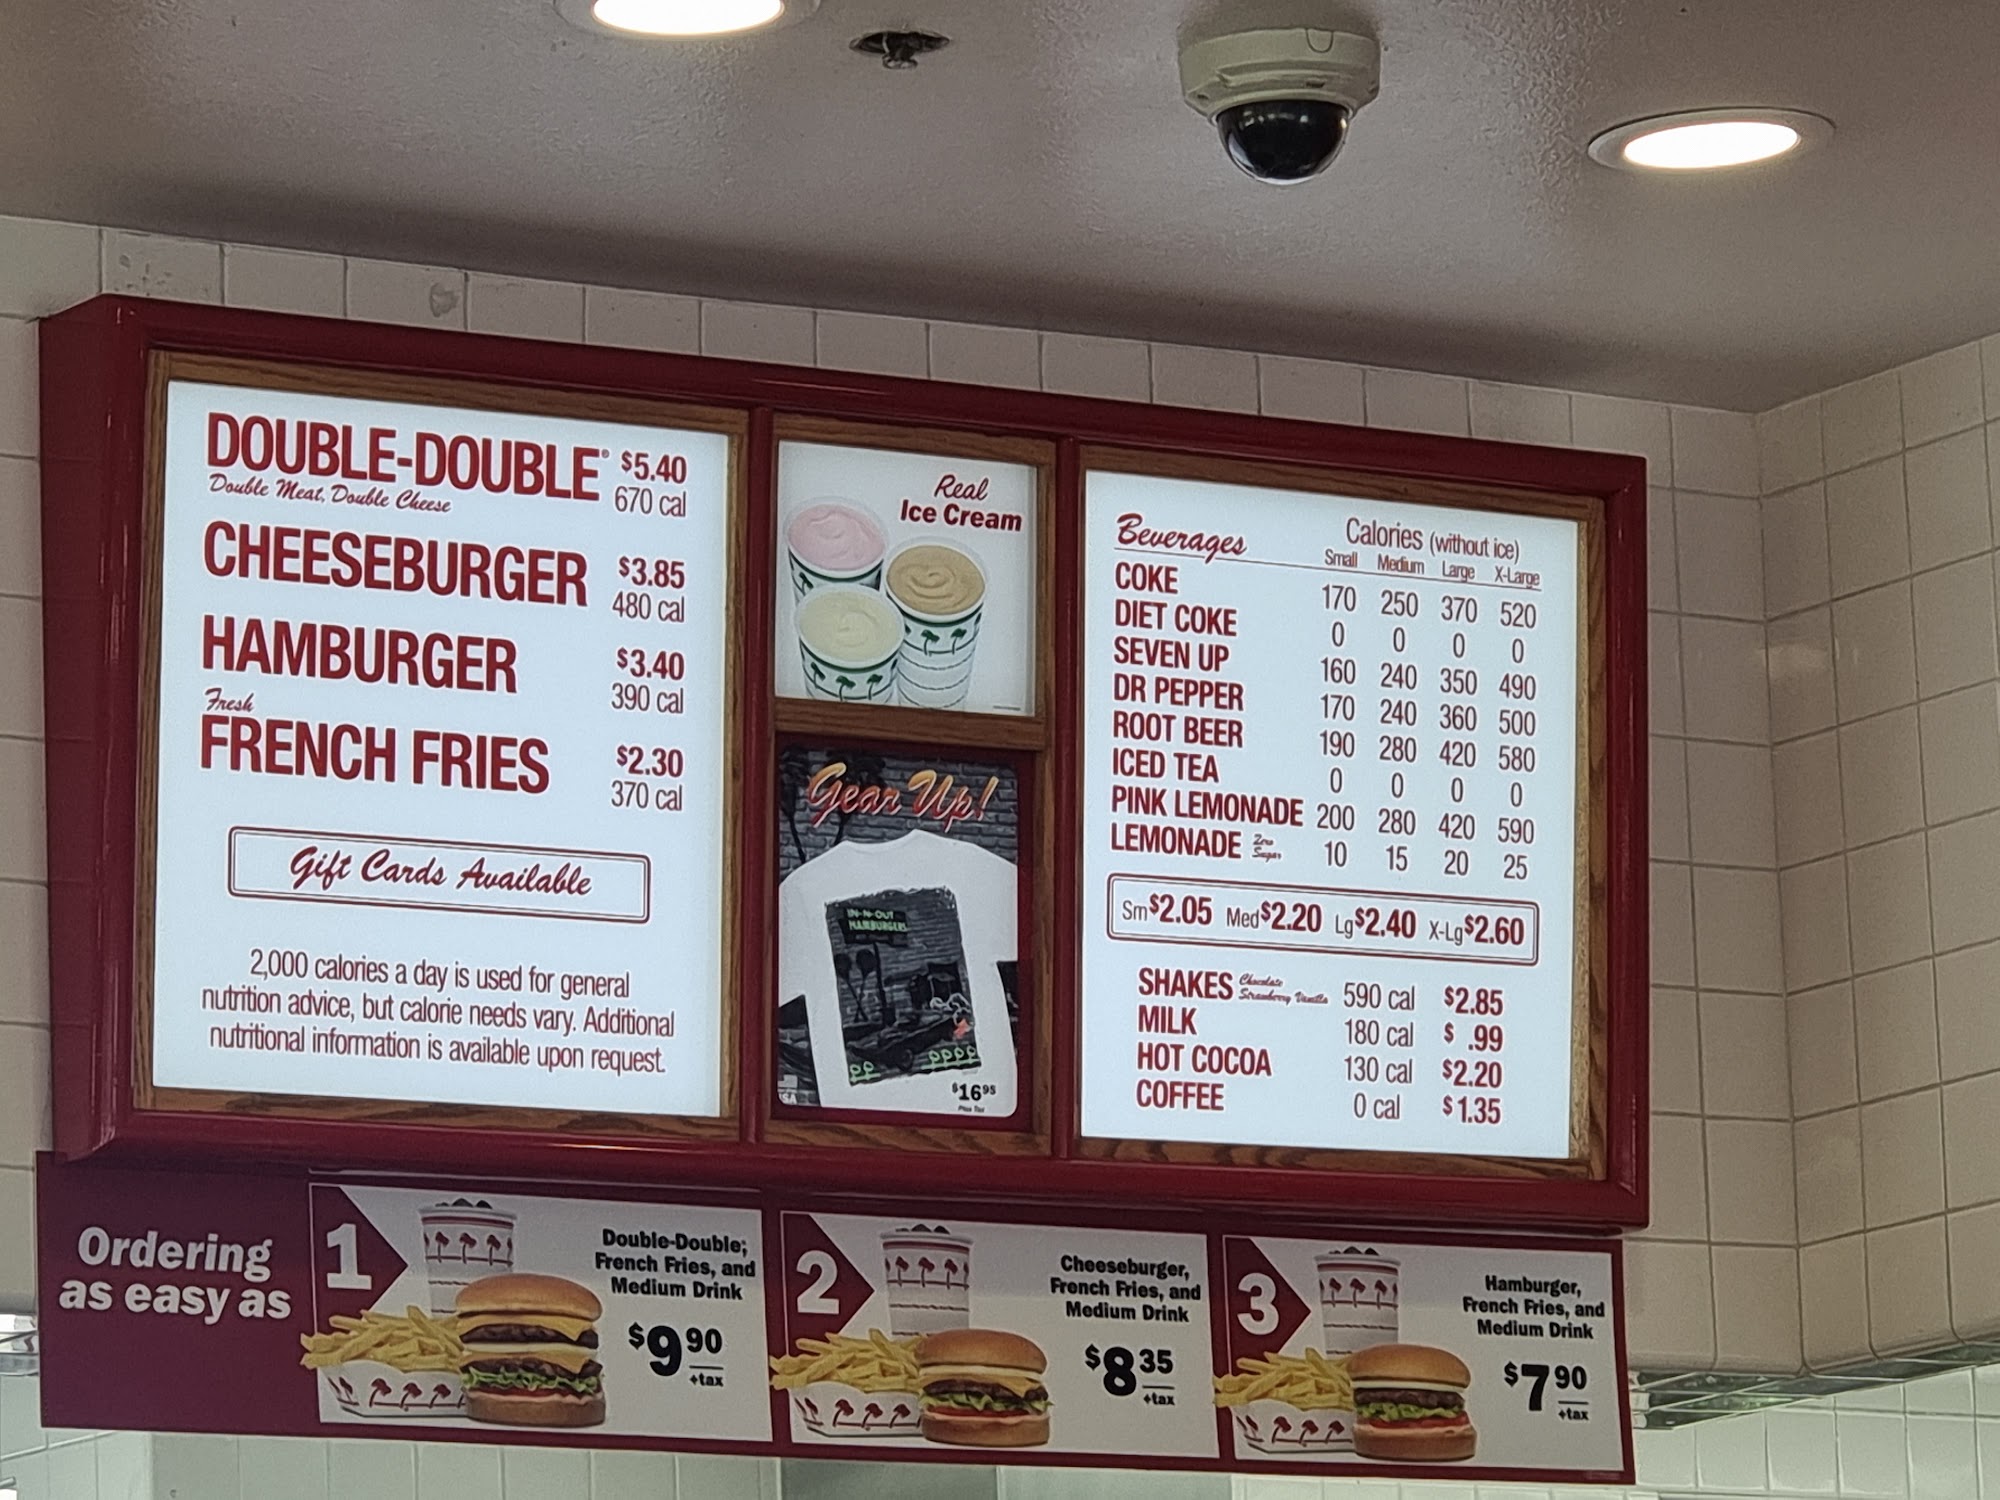 DOUBLE-DOUBLE® $5.40
Double Meat, Double Cheese 670 cal
CHEESEBURGER $3.85
480 cal
HAMBURGER $3.40
390 cal
Fresh
FRENCH FRIES $2.30
370 cal
Gift Cards Available
2,000 calories a day is used for general
nutrition advice, but calorie needs vary. Additional
nutritional information is available upon request.
Real
Ice Cream
Gear Up!
IN-N-OUT
HAMBURGERS
$16.95
Plus Tax
Beverages Calories (without ice)
Small Medium Large X-Large
COKE 170 250 370 520
DIET COKE 0 0 0 0
SEVEN UP 160 240 350 490
DR PEPPER 170 240 360 500
ROOT BEER 190 280 420 580
ICED TEA 0 0 0 0
PINK LEMONADE 200 280 420 590
LEMONADE Zero Sugar 10 15 20 25
Sm $2.05 Med $2.20 Lg $2.40 X-Lg $2.60
SHAKES Chocolate Strawberry Vanilla 590 cal $2.85
MILK 180 cal $ .99
HOT COCOA 130 cal $2.20
COFFEE 0 cal $1.35
Ordering
as easy as
1
Double-Double,
French Fries, and
Medium Drink
$9 90
+tax
2
Cheeseburger,
French Fries, and
Medium Drink
$8 35
+tax
3
Hamburger,
French Fries, and
Medium Drink
$7 90
+tax